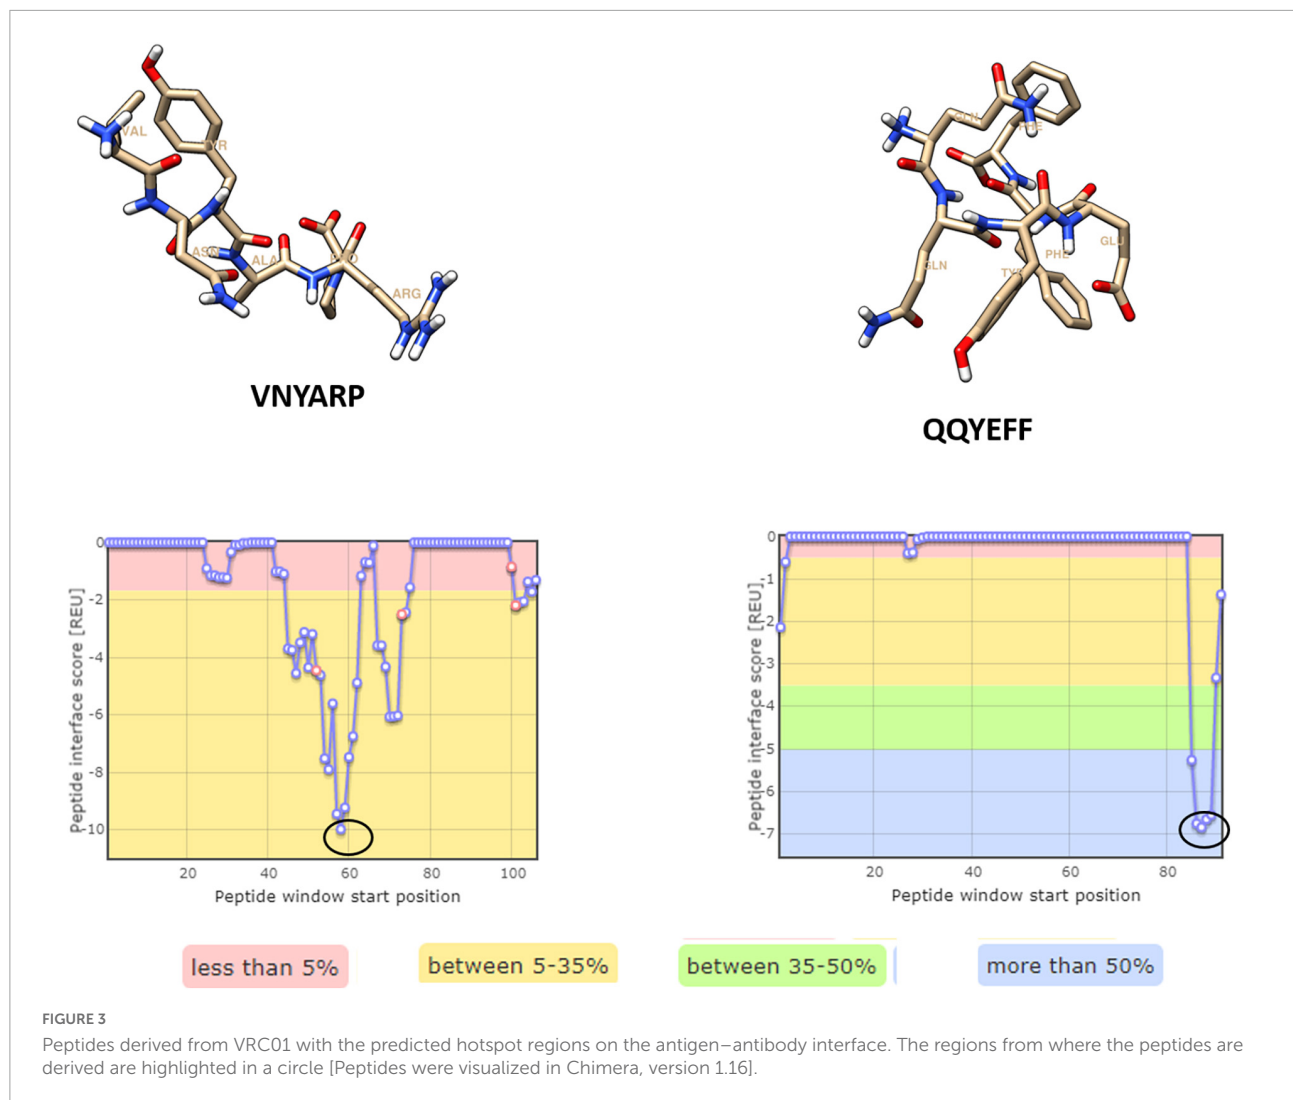 VAL
TYR
ASN
ALA
PRO
ARG
VNYARP
GLN
PHE
GLN
TYR
PHE
GLU
QQYEFF
Peptide interface score [REU]
0
-2
-4
-6
-8
-10
20
40
60
80
100
Peptide window start position
Peptide interface score [REU]
0
-1
-2
-3
-4
-5
-6
-7
20
40
60
80
Peptide window start position
less than 5%
between 5-35%
between 35-50%
more than 50%
FIGURE 3
Peptides derived from VRC01 with the predicted hotspot regions on the antigen–antibody interface. The regions from where the peptides are
derived are highlighted in a circle [Peptides were visualized in Chimera, version 1.16].